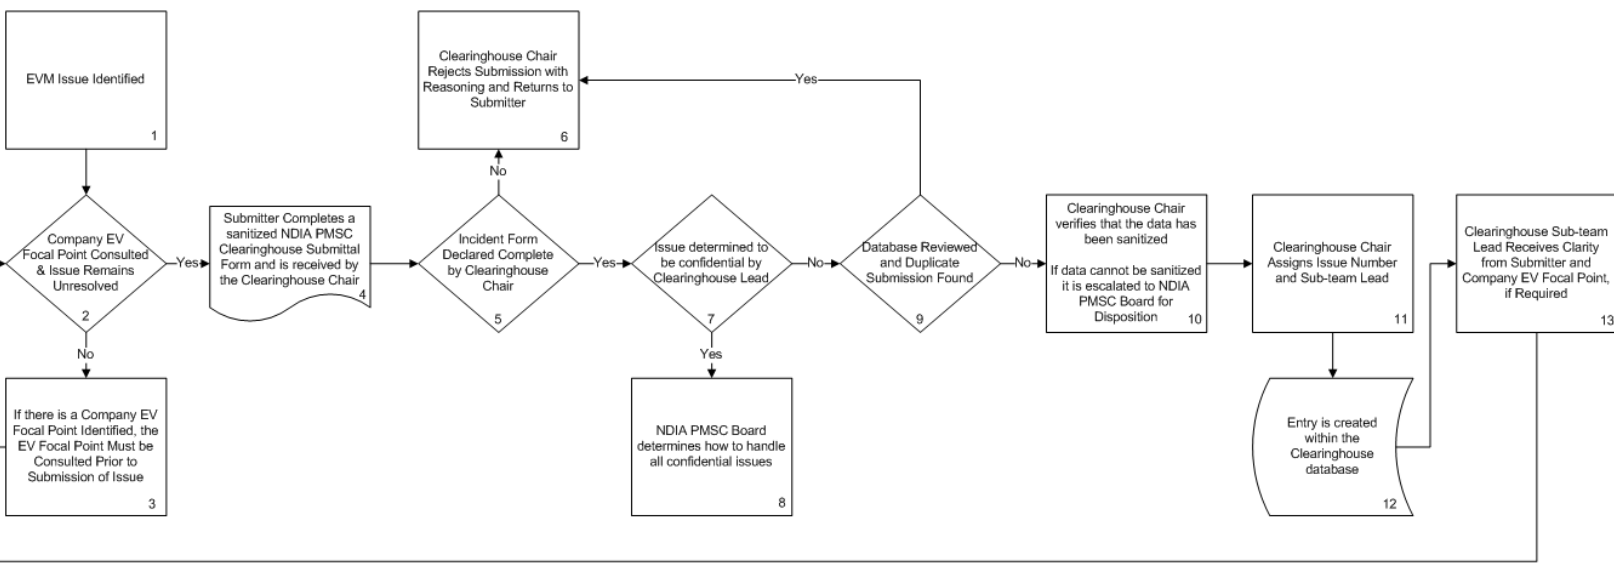 EVM Issue Identified
1
Company EV
Focal Point Consulted
& Issue Remains
Unresolved
2
Yes
No
If there is a Company EV
Focal Point Identified, the
EV Focal Point Must be
Consulted Prior to
Submission of Issue
3
Submitter Completes a
sanitized NDIA PMSC
Clearinghouse Submittal
Form and is received by
the Clearinghouse Chair
4
Incident Form
Declared Complete
by Clearinghouse
Chair
5
No
Yes
Clearinghouse Chair
Rejects Submission with
Reasoning and Returns to
Submitter
6
Issue determined to
be confidential by
Clearinghouse Lead
7
Yes
No
NDIA PMSC Board
determines how to handle
all confidential issues
8
Database Reviewed
and Duplicate
Submission Found
9
Yes
No
Clearinghouse Chair
verifies that the data has
been sanitized
If data cannot be sanitized
it is escalated to NDIA
PMSC Board for
Disposition
10
Clearinghouse Chair
Assigns Issue Number
and Sub-team Lead
11
Entry is created
within the
Clearinghouse
database
12
Clearinghouse Sub-team
Lead Receives Clarity
from Submitter and
Company EV Focal Point,
if Required
13